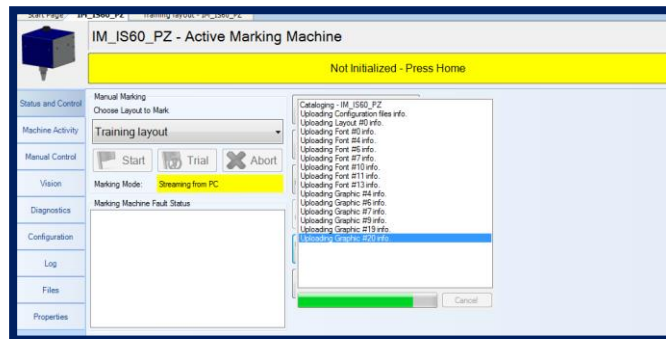 Start Page
IM_IS60_PZ
Training layout - IM_IS60_PZ
IM_IS60_PZ - Active Marking Machine
Not Initialized - Press Home
Status and Control
Machine Activity
Manual Control
Vision
Diagnostics
Configuration
Log
Files
Properties
Manual Marking
Choose Layout to Mark
Training layout
Start
Trial
Abort
Marking Mode:
Streaming from PC
Marking Machine Fault Status
Cataloging - IM_IS60_PZ
Uploading Configuration files info.
Uploading Layout #0 info.
Uploading Font #0 info.
Uploading Font #4 info.
Uploading Font #6 info.
Uploading Font #7 info.
Uploading Font #10 info.
Uploading Font #11 info.
Uploading Font #13 info.
Uploading Graphic #4 info.
Uploading Graphic #6 info.
Uploading Graphic #7 info.
Uploading Graphic #9 info.
Uploading Graphic #19 info.
Uploading Graphic #20 info.
Cancel